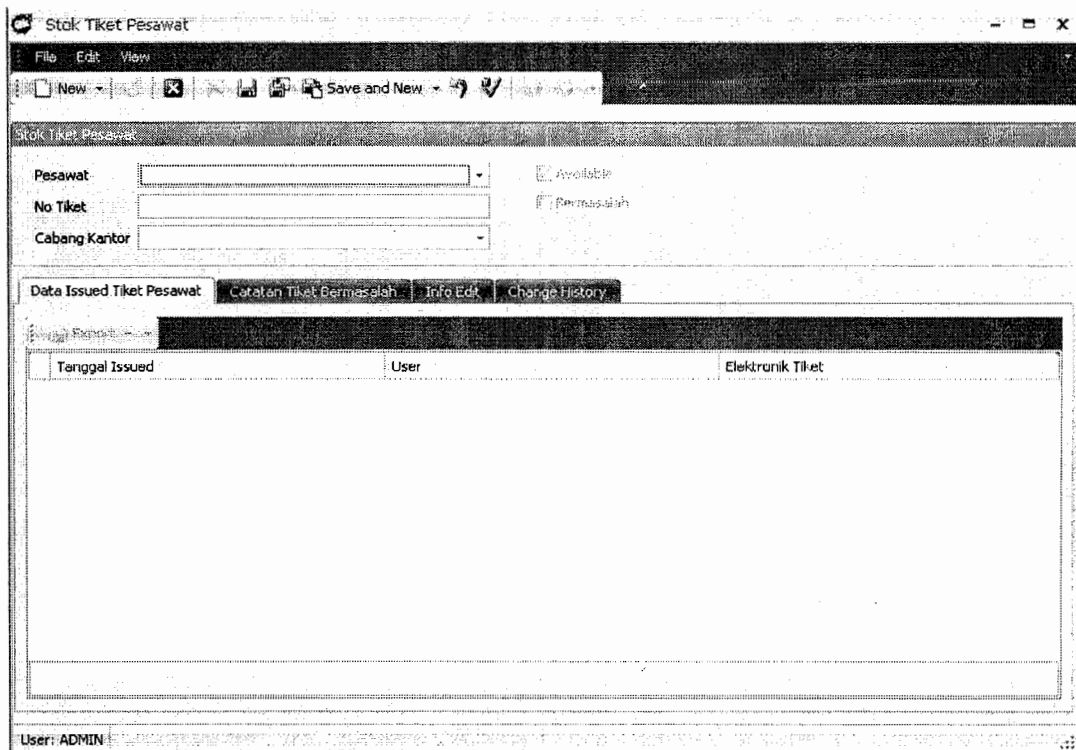 Stok Tiket Pesawat
File Edit View
New Save and New
Stok Tiket Pesawat
Pesawat Available
No Tiket Bermasalah
Cabang Kantor
Data Issued Tiket Pesawat Catatan Tiket Bermasalah Info Edit Change History
Export
Tanggal Issued User Elektronik Tiket
User: ADMIN